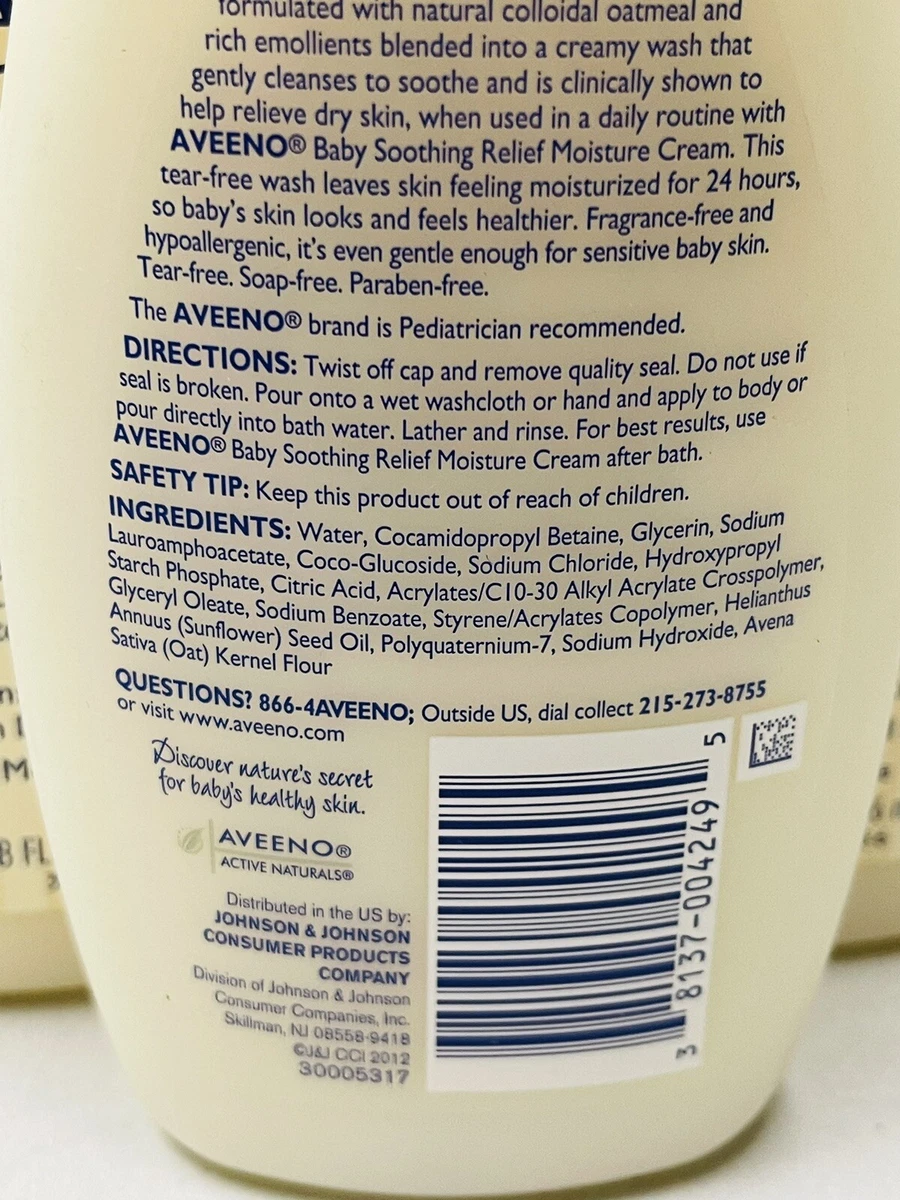 formulated with natural colloidal oatmeal and
rich emollients blended into a creamy wash that
gently cleanses to soothe and is clinically shown to
help relieve dry skin, when used in a daily routine with
AVEENO® Baby Soothing Relief Moisture Cream. This
tear-free wash leaves skin feeling moisturized for 24 hours,
so baby's skin looks and feels healthier. Fragrance-free and
hypoallergenic, it's even gentle enough for sensitive baby skin.
Tear-free. Soap-free. Paraben-free.
The AVEENO® brand is Pediatrician recommended.
DIRECTIONS: Twist off cap and remove quality seal. Do not use if
seal is broken. Pour onto a wet washcloth or hand and apply to body or
pour directly into bath water. Lather and rinse. For best results, use
AVEENO® Baby Soothing Relief Moisture Cream after bath.
SAFETY TIP: Keep this product out of reach of children.
INGREDIENTS: Water, Cocamidopropyl Betaine, Glycerin, Sodium
Lauroamphoacetate, Coco-Glucoside, Sodium Chloride, Hydroxypropyl
Starch Phosphate, Citric Acid, Acrylates/C10-30 Alkyl Acrylate Crosspolymer,
Glyceryl Oleate, Sodium Benzoate, Styrene/Acrylates Copolymer, Helianthus
Annuus (Sunflower) Seed Oil, Polyquaternium-7, Sodium Hydroxide, Avena
Sativa (Oat) Kernel Flour
QUESTIONS? 866-4AVEENO; Outside US, dial collect 215-273-8755
or visit www.aveeno.com
Discover nature's secret
for baby's healthy skin.
AVEENO®
ACTIVE NATURALS®
Distributed in the US by:
JOHNSON & JOHNSON
CONSUMER PRODUCTS
COMPANY
Division of Johnson & Johnson
Consumer Companies, Inc.
Skillman, NJ 08558-9418
©J&J CCI 2012
30005317
3 8137-004249 5
8 FL